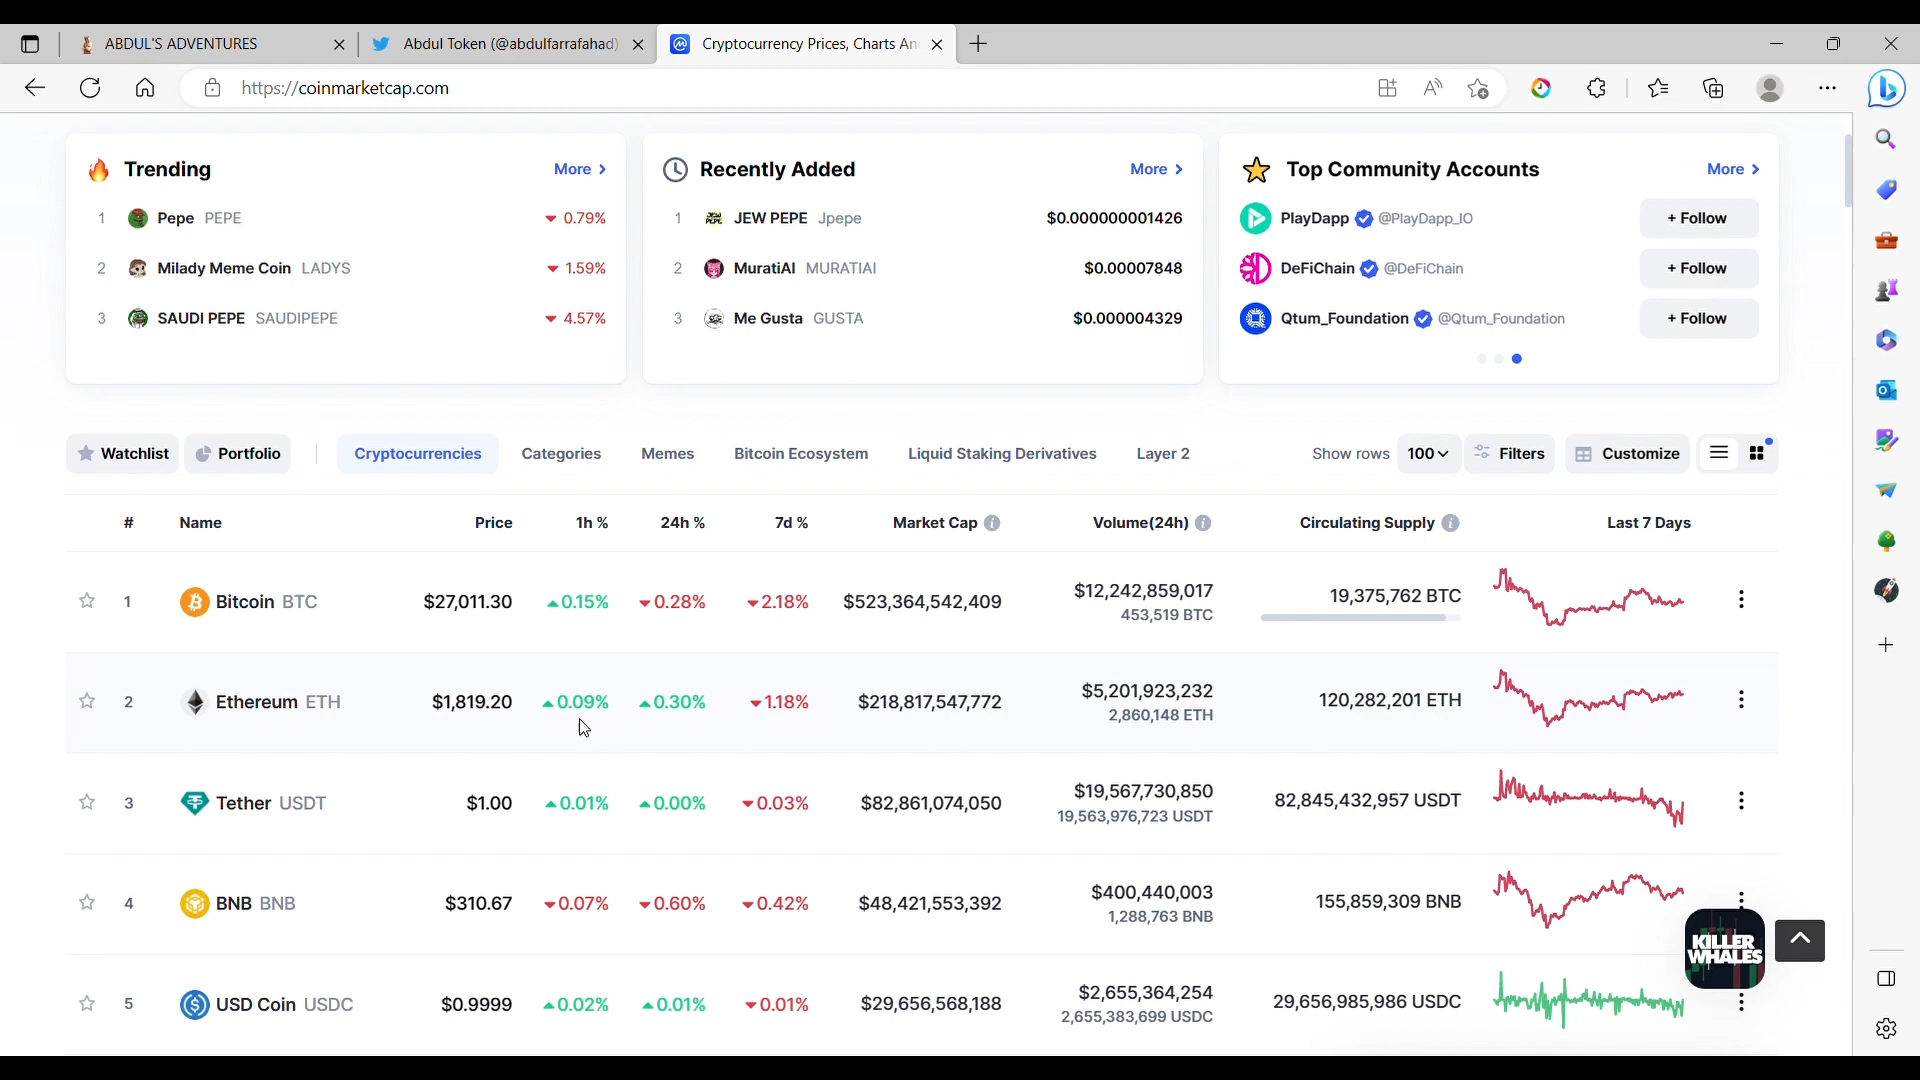 ABDUL'S ADVENTURES
Abdul Token (@abdulfarrafahad)
Cryptocurrency Prices, Charts An
https://coinmarketcap.com
Trending More >
1 Pepe PEPE 0.79%
2 Milady Meme Coin LADYS 1.59%
3 SAUDI PEPE SAUDIPEPE 4.57%
Recently Added More >
1 JEW PEPE Jpepe $0.000000001426
2 MuratiAI MURATIAI $0.00007848
3 Me Gusta GUSTA $0.000004329
Top Community Accounts More >
PlayDapp @PlayDapp_IO + Follow
DeFiChain @DeFiChain + Follow
Qtum_Foundation @Qtum_Foundation + Follow
Watchlist Portfolio Cryptocurrencies Categories Memes Bitcoin Ecosystem Liquid Staking Derivatives Layer 2 Show rows 100 Filters Customize
# Name Price 1h % 24h % 7d % Market Cap Volume(24h) Circulating Supply Last 7 Days
1 Bitcoin BTC $27,011.30 0.15% 0.28% 2.18% $523,364,542,409 $12,242,859,017 19,375,762 BTC
453,519 BTC
2 Ethereum ETH $1,819.20 0.09% 0.30% 1.18% $218,817,547,772 $5,201,923,232 120,282,201 ETH
2,860,148 ETH
3 Tether USDT $1.00 0.01% 0.00% 0.03% $82,861,074,050 $19,567,730,850 82,845,432,957 USDT
19,563,976,723 USDT
4 BNB BNB $310.67 0.07% 0.60% 0.42% $48,421,553,392 $400,440,003 155,859,309 BNB
1,288,763 BNB
KILLER
WHALES
5 USD Coin USDC $0.9999 0.02% 0.01% 0.01% $29,656,568,188 $2,655,364,254 29,656,985,986 USDC
2,655,383,699 USDC